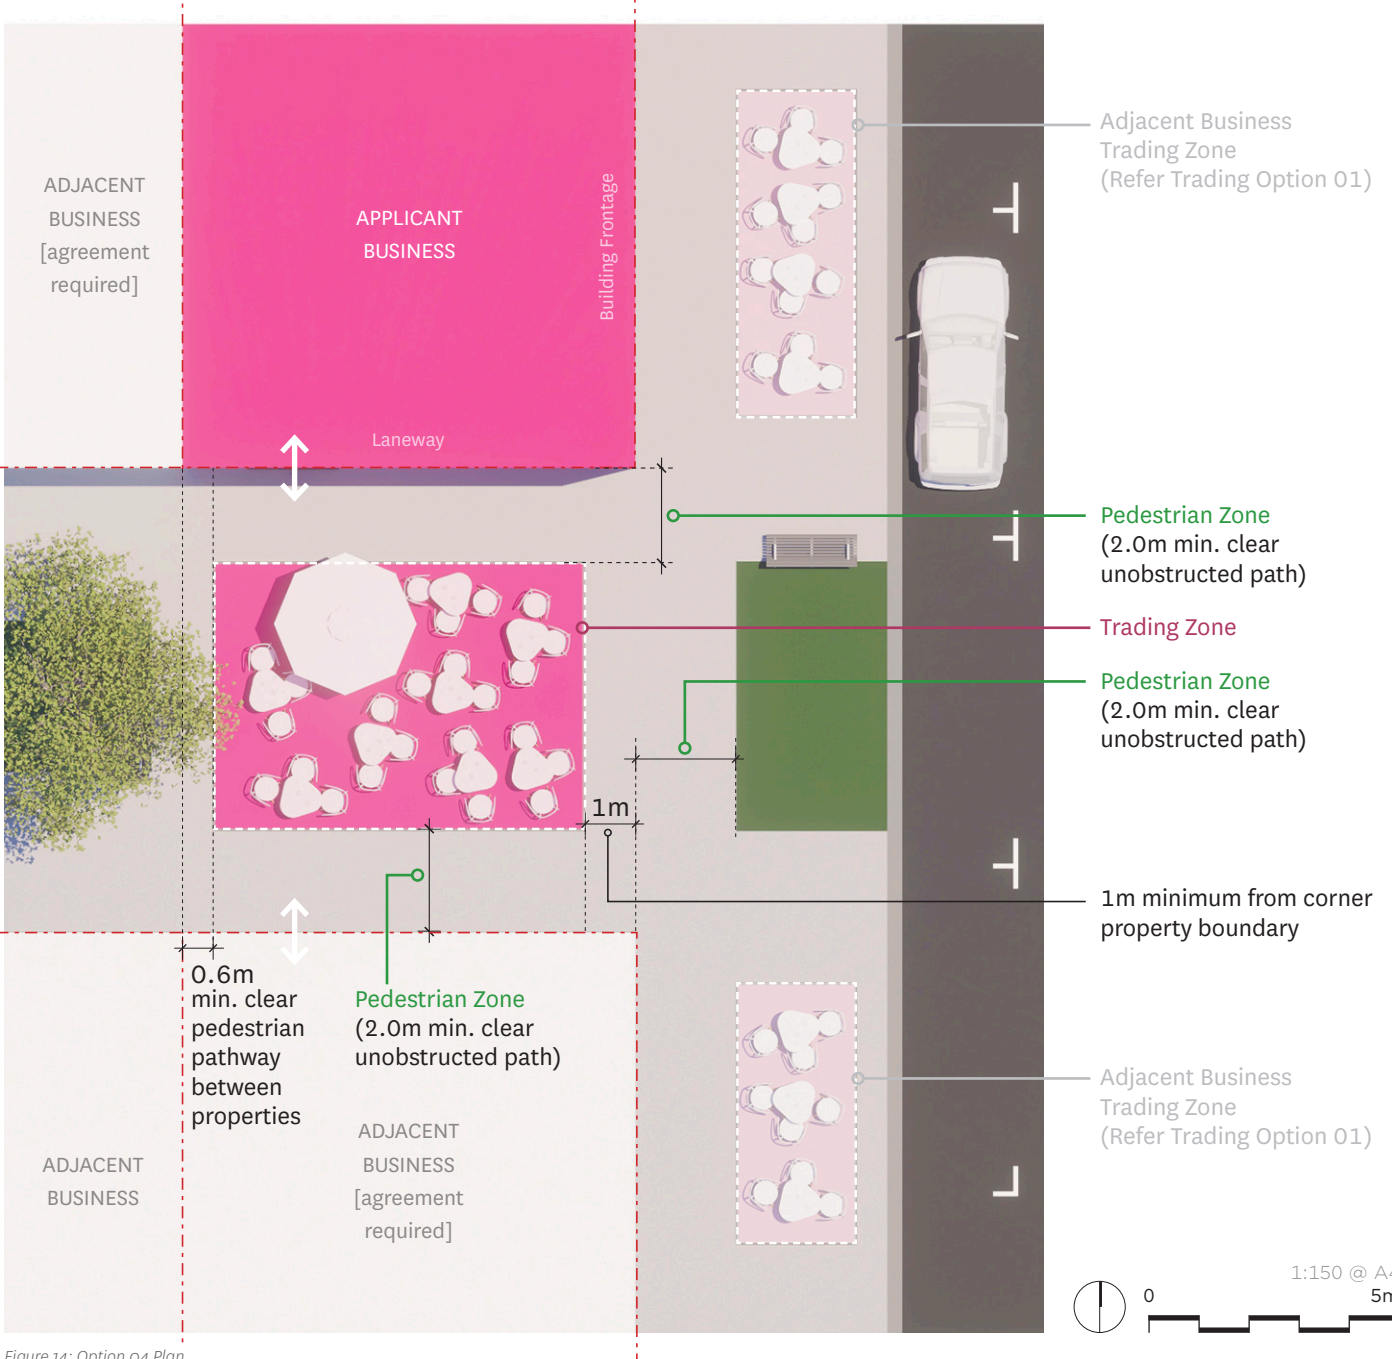 ADJACENT
BUSINESS
[agreement
required]
APPLICANT
BUSINESS
Building Frontage
Laneway
Adjacent Business
Trading Zone
(Refer Trading Option 01)
Pedestrian Zone
(2.0m min. clear
unobstructed path)
Trading Zone
Pedestrian Zone
(2.0m min. clear
unobstructed path)
1m
1m minimum from corner
property boundary
0.6m
min. clear
pedestrian
pathway
between
properties
Pedestrian Zone
(2.0m min. clear
unobstructed path)
ADJACENT
BUSINESS
ADJACENT
BUSINESS
[agreement
required]
Adjacent Business
Trading Zone
(Refer Trading Option 01)
1:150 @ A4
0
5m
Figure 14: Option 04 Plan